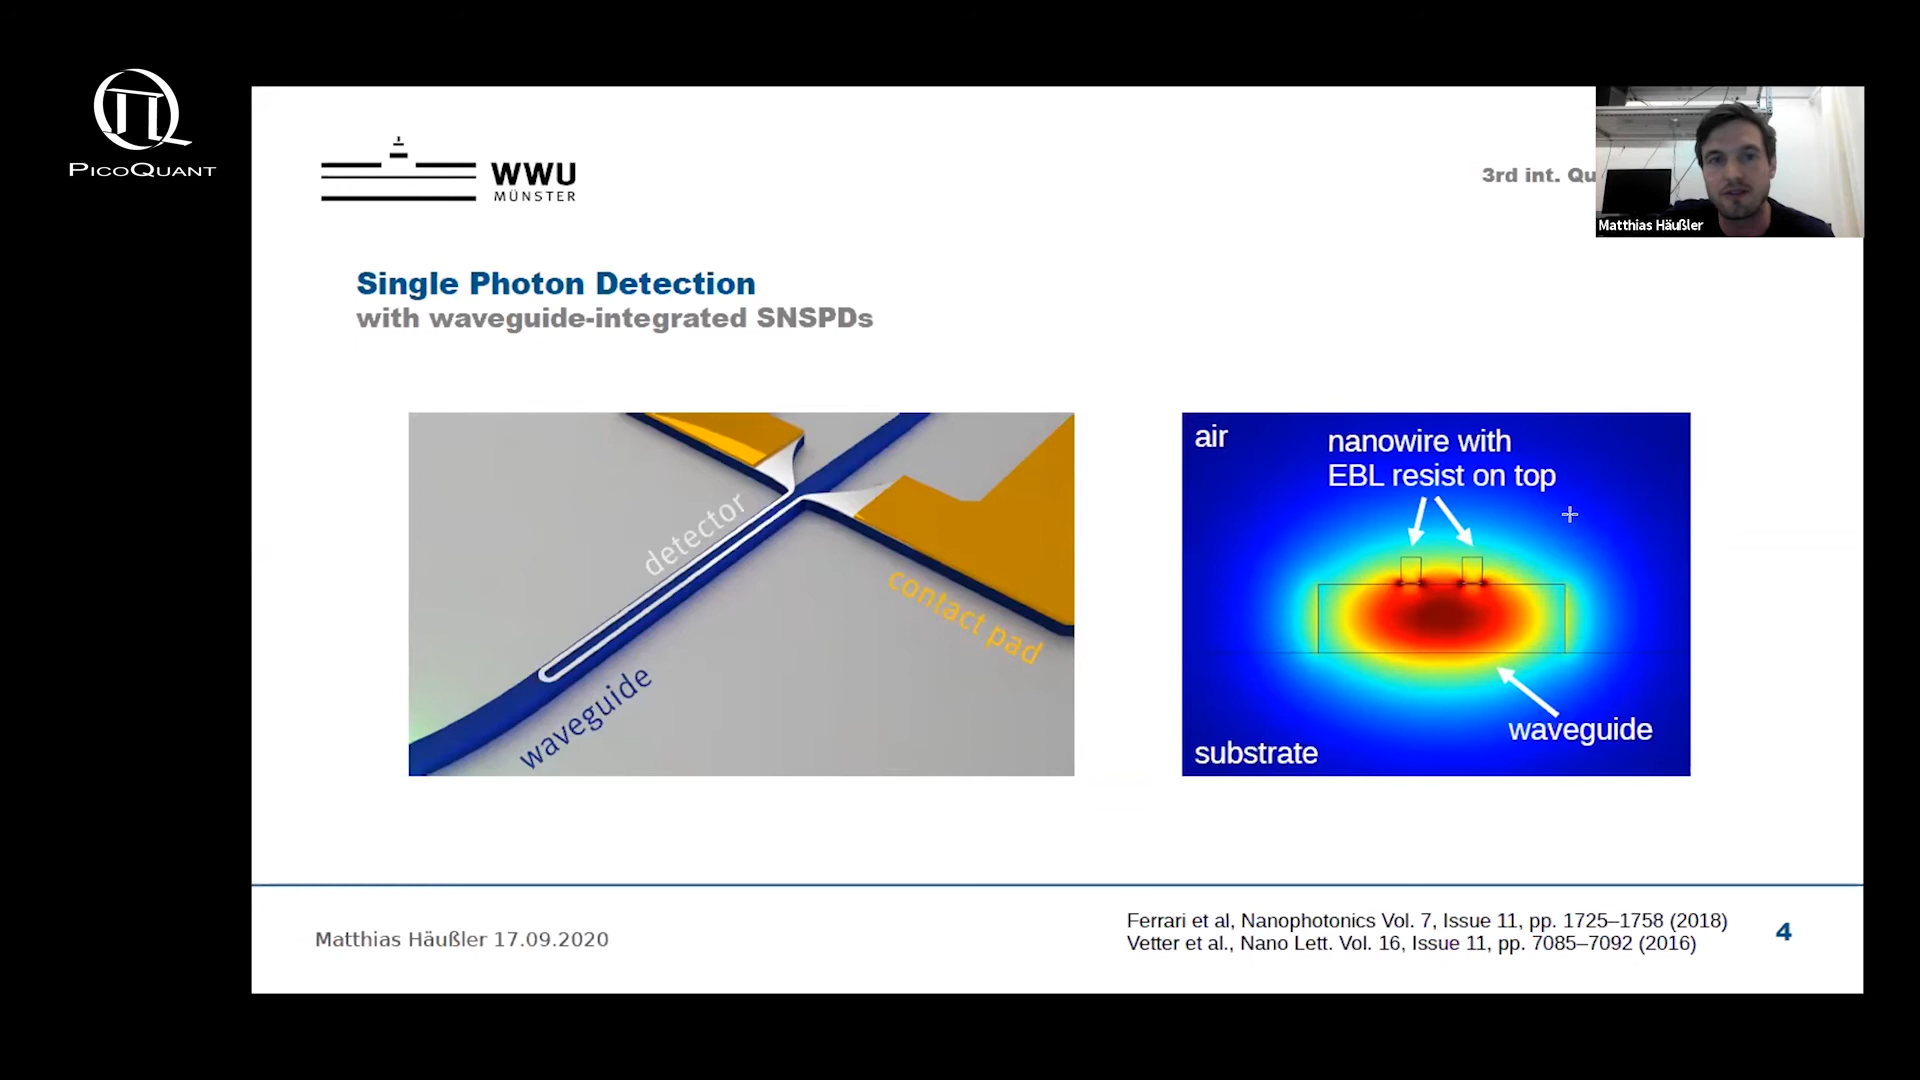 PICOQUANT
WWU
MÜNSTER
3rd int. Qu
Matthias Häußler
Single Photon Detection
with waveguide-integrated SNSPDs
detector
contact pad
waveguide
air
nanowire with
EBL resist on top
waveguide
substrate
Matthias Häußler 17.09.2020
Ferrari et al, Nanophotonics Vol. 7, Issue 11, pp. 1725–1758 (2018)
Vetter et al., Nano Lett. Vol. 16, Issue 11, pp. 7085–7092 (2016)
4